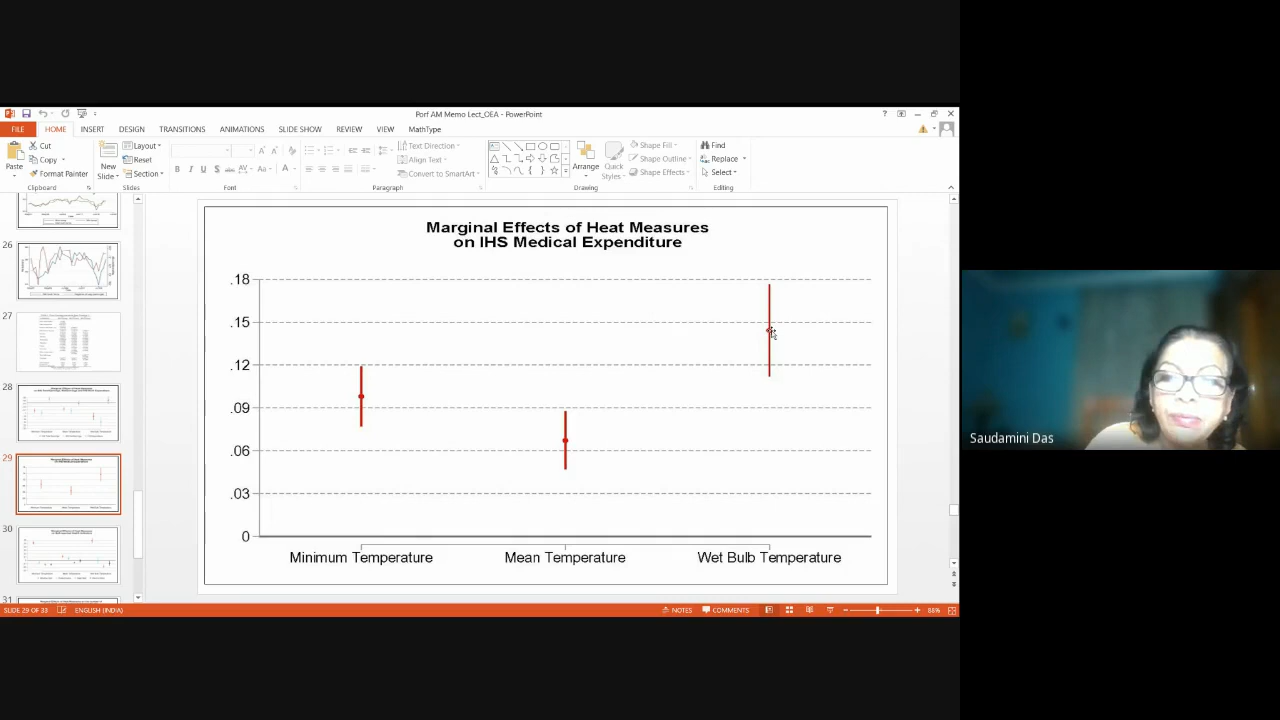 Porf AM Memo Lect_OEA - PowerPoint
FILE HOME INSERT DESIGN TRANSITIONS ANIMATIONS SLIDE SHOW REVIEW VIEW MathType
Paste
Cut
Copy
Format Painter
Clipboard
New
Slide
Layout
Reset
Section
Slides
Font
Text Direction
Align Text
Convert to SmartArt
Paragraph
Arrange
Quick
Styles
Shape Fill
Shape Outline
Shape Effects
Drawing
Find
Replace
Select
Editing
26
27
28
29
30
31
Marginal Effects of Heat Measures
on IHS Medical Expenditure
.18
.15
.12
.09
.06
.03
0
Minimum Temperature
Mean Temperature
Wet Bulb Temperature
Saudamini Das
SLIDE 29 OF 33 ENGLISH (INDIA) NOTES COMMENTS 88%